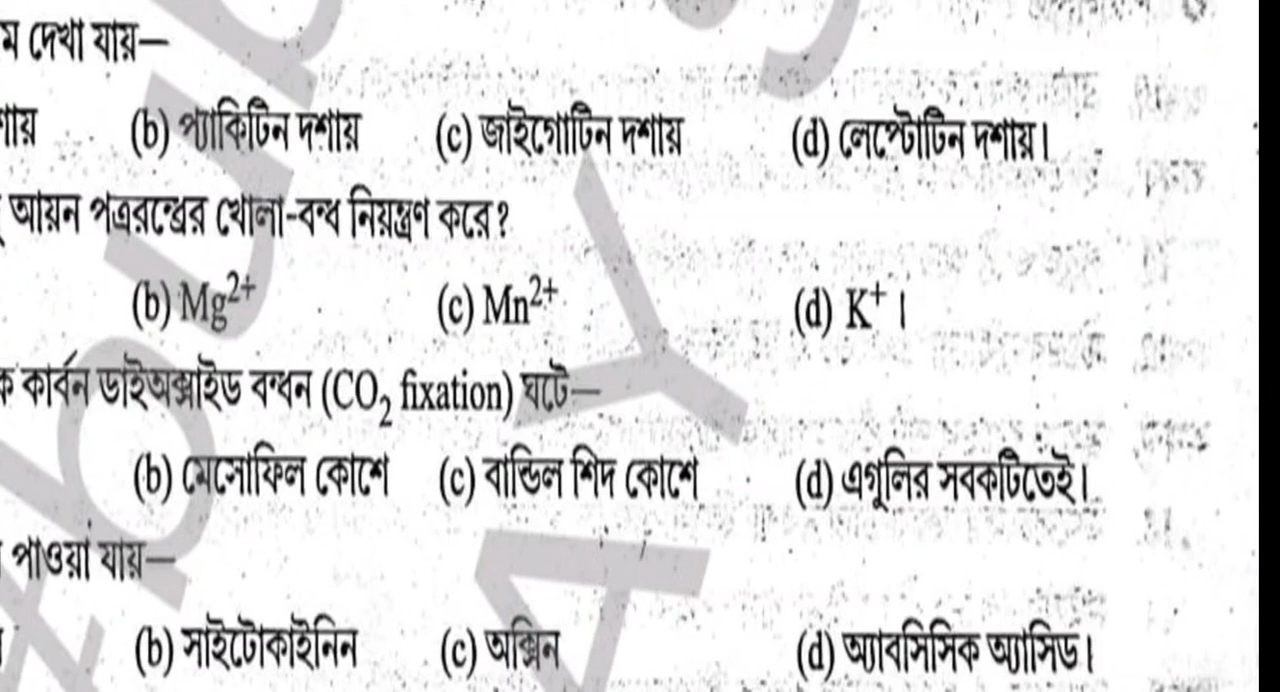 ম দেখা যায়—
শায় (b) প্যাকিটিন দশায় (c) জাইগোটিন দশায় (d) লেপ্টোটিন দশায়।
আয়ন পত্ররন্ধ্রের খোলা-বন্ধ নিয়ন্ত্রণ করে?
(b) Mg²⁺ (c) Mn²⁺ (d) K⁺।
ক কার্বন ডাইঅক্সাইড বন্ধন (CO₂ fixation) ঘটে—
(b) মেসোফিল কোশে (c) বান্ডিল শিদ কোশে (d) এগুলির সবকটিতেই।
পাওয়া যায়—
(b) সাইটোকাইনিন (c) অক্সিন (d) অ্যাবসিসিক অ্যাসিড।